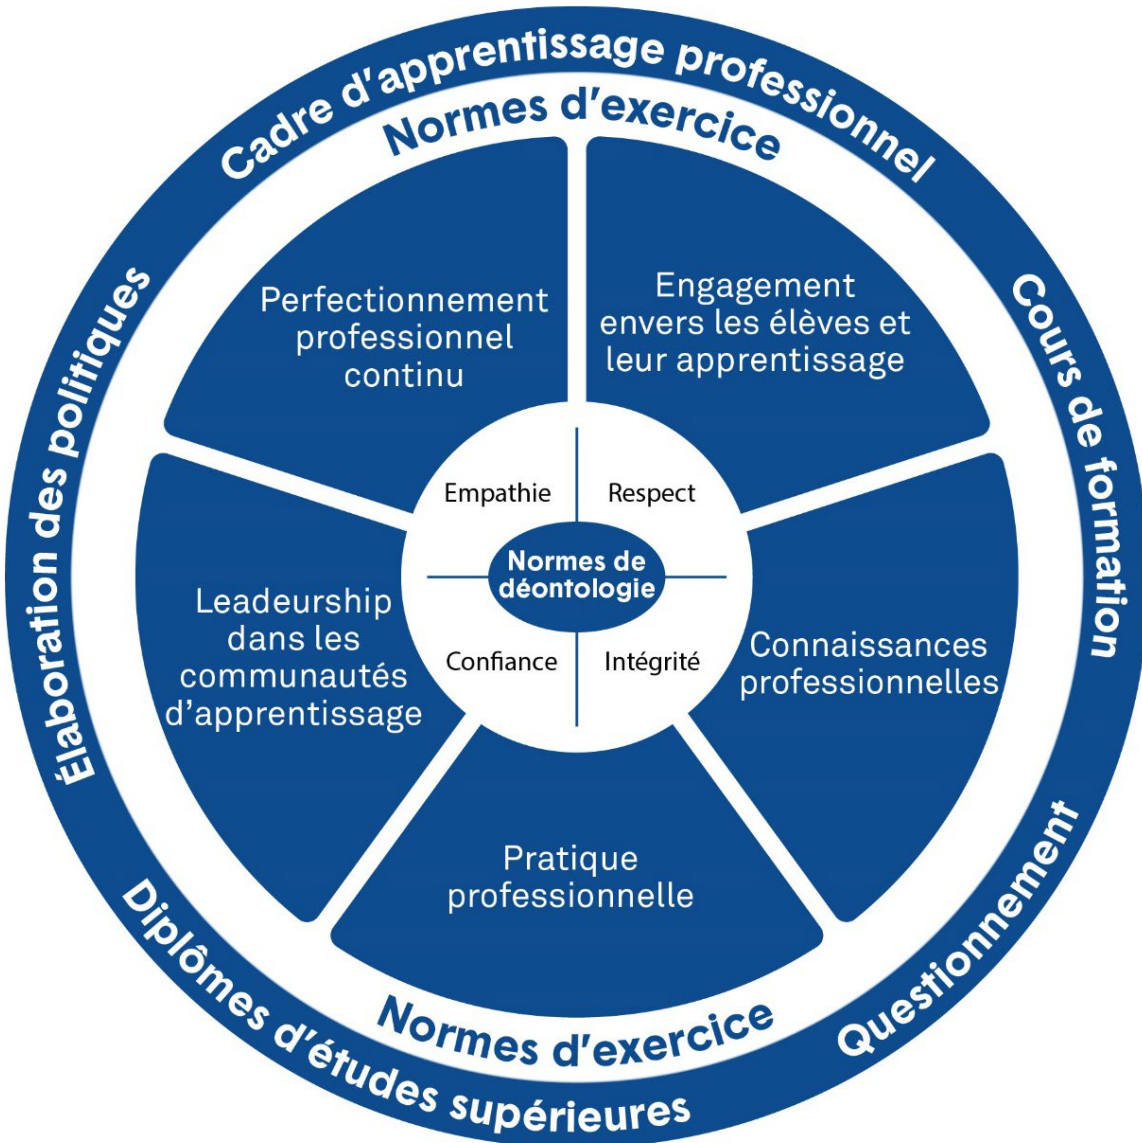 Cadre d'apprentissage professionnel
Normes d'exercice
Élaboration des politiques
Cours de formation
Perfectionnement
professionnel
continu
Engagement
envers les élèves et
leur apprentissage
Empathie
Respect
Normes de
déontologie
Confiance
Intégrité
Leadeurship
dans les
communautés
d'apprentissage
Connaissances
professionnelles
Pratique
professionnelle
Normes d'exercice
Diplômes d'études supérieures
Questionnement